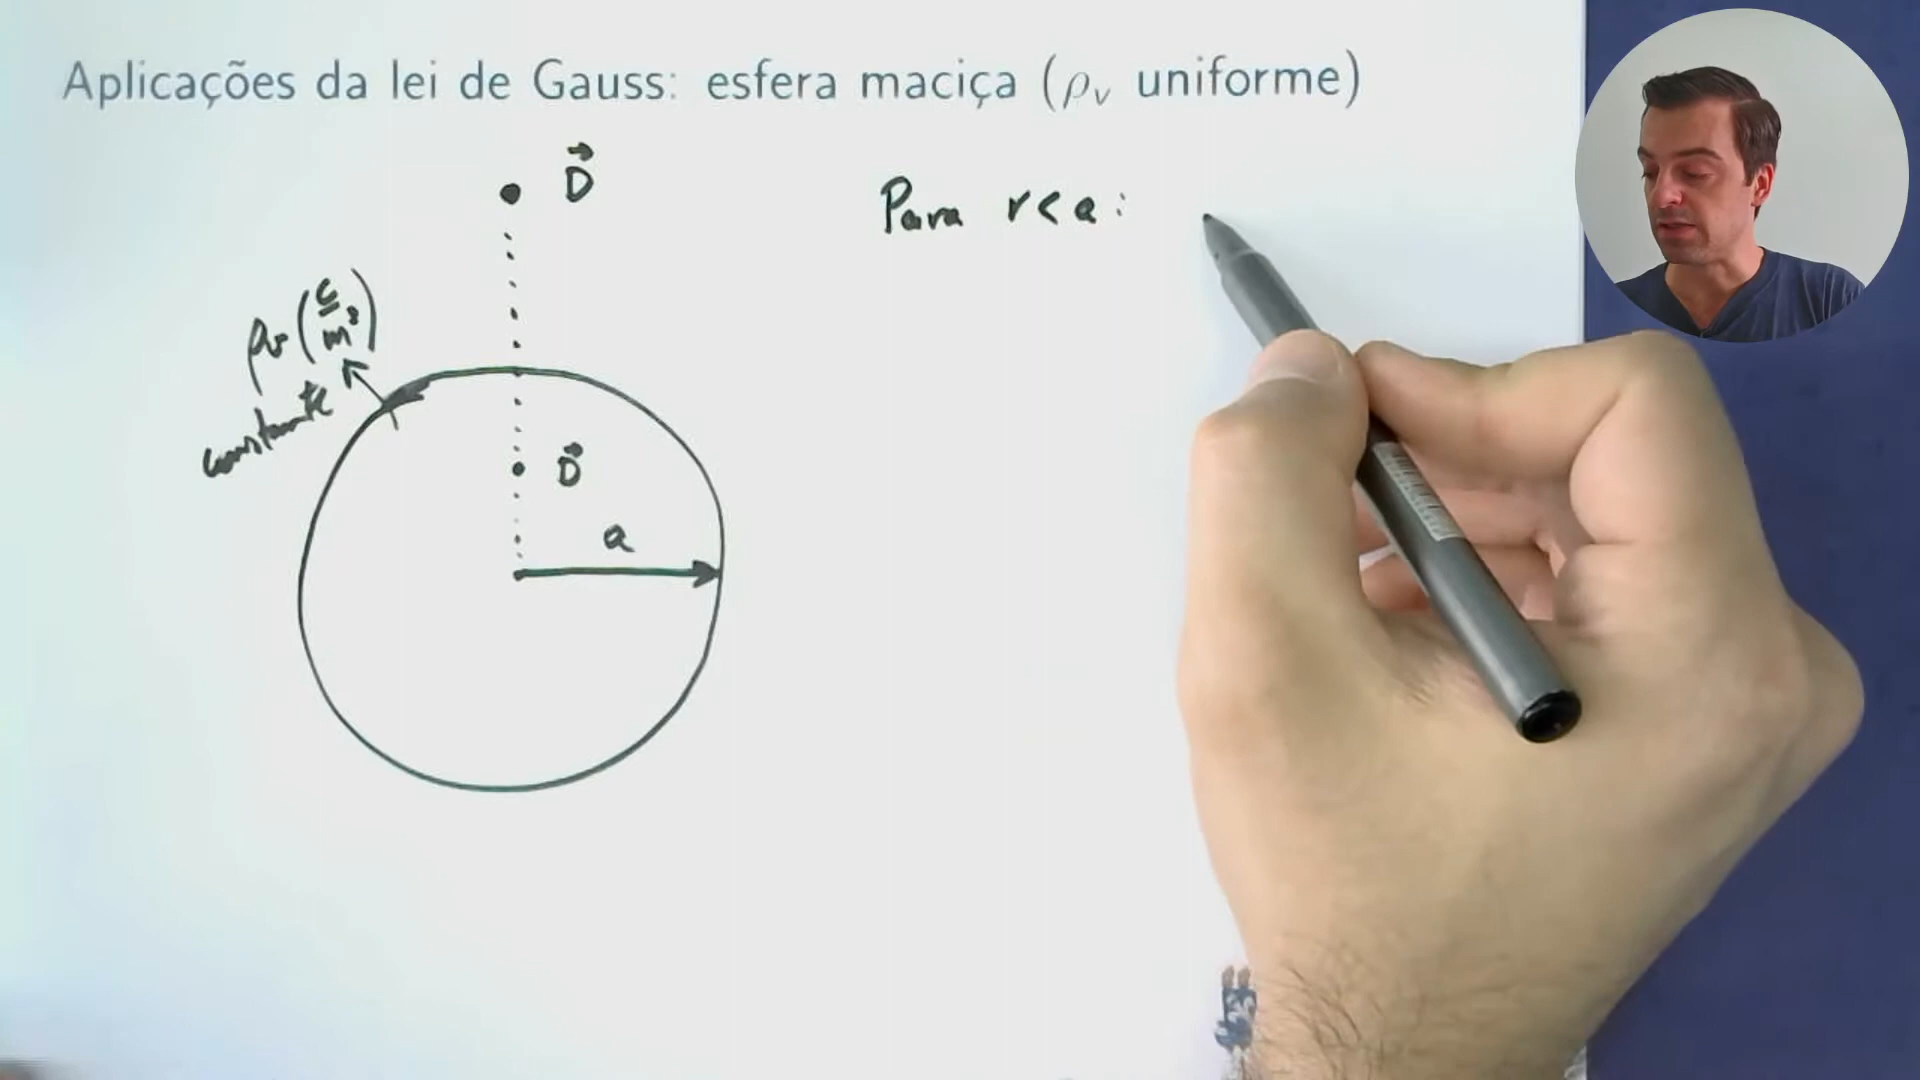 Aplicações da lei de Gauss: esfera maciça (ρᵥ uniforme)
D⃗
Para r<a:
ρᵥ (C/m³)
constante
D⃗
a